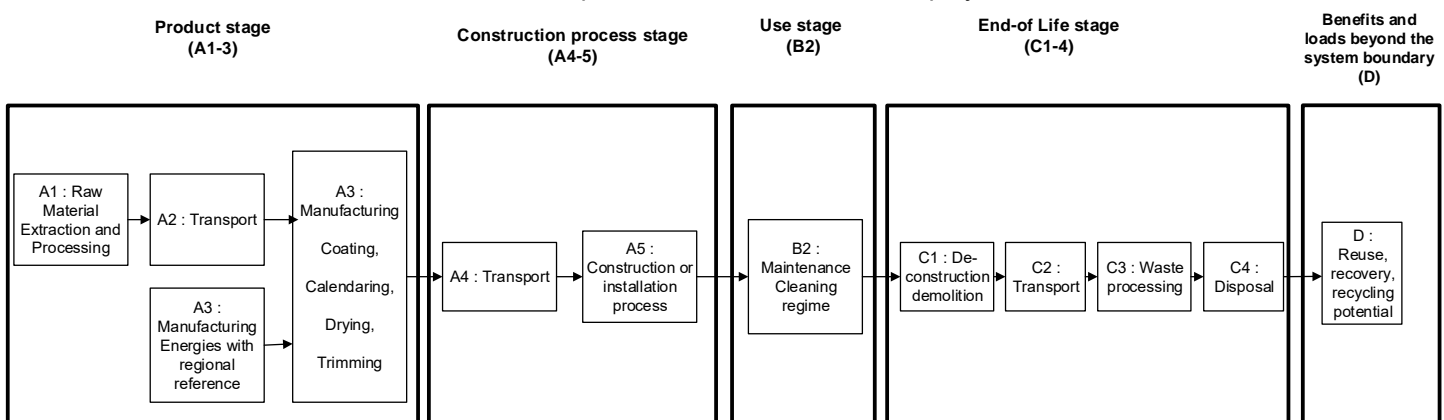 Product stage
(A1-3)
Construction process stage
(A4-5)
Use stage
(B2)
End-of Life stage
(C1-4)
Benefits and
loads beyond the
system boundary
(D)
A1 : Raw
Material
Extraction and
Processing
A2 : Transport
A3 :
Manufacturing
Energies with
regional
reference
A3 :
Manufacturing
Coating,
Calendaring,
Drying,
Trimming
A4 : Transport
A5 :
Construction or
installation
process
B2 :
Maintenance
Cleaning
regime
C1 : De-
construction
demolition
C2 :
Transport
C3 : Waste
processing
C4 :
Disposal
D :
Reuse,
recovery,
recycling
potential